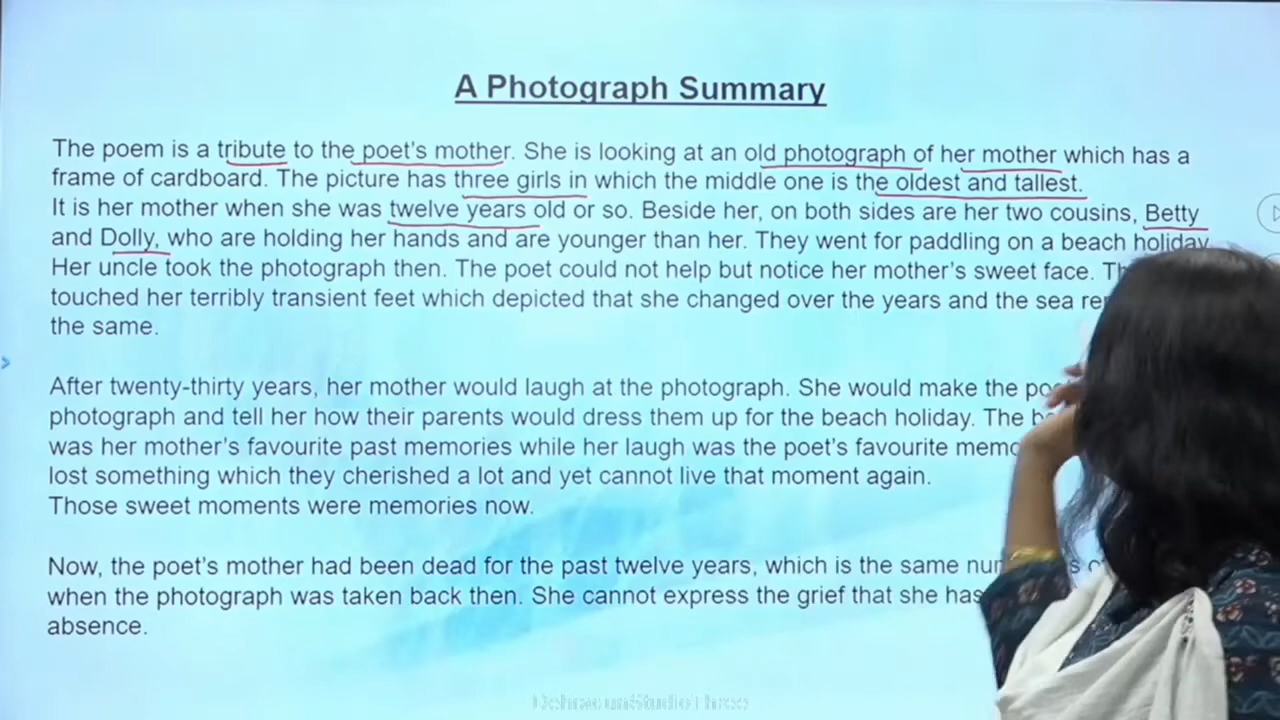 A Photograph Summary
The poem is a tribute to the poet's mother. She is looking at an old photograph of her mother which has a
frame of cardboard. The picture has three girls in which the middle one is the oldest and tallest.
It is her mother when she was twelve years old or so. Beside her, on both sides are her two cousins, Betty
and Dolly, who are holding her hands and are younger than her. They went for paddling on a beach holiday
Her uncle took the photograph then. The poet could not help but notice her mother's sweet face.
touched her terribly transient feet which depicted that she changed over the years and the sea
the same.
After twenty-thirty years, her mother would laugh at the photograph. She would make the
photograph and tell her how their parents would dress them up for the beach holiday. The
was her mother's favourite past memories while her laugh was the poet's favourite
lost something which they cherished a lot and yet cannot live that moment again.
Those sweet moments were memories now.
Now, the poet's mother had been dead for the past twelve years, which is the same
when the photograph was taken back then. She cannot express the grief that she has
absence.